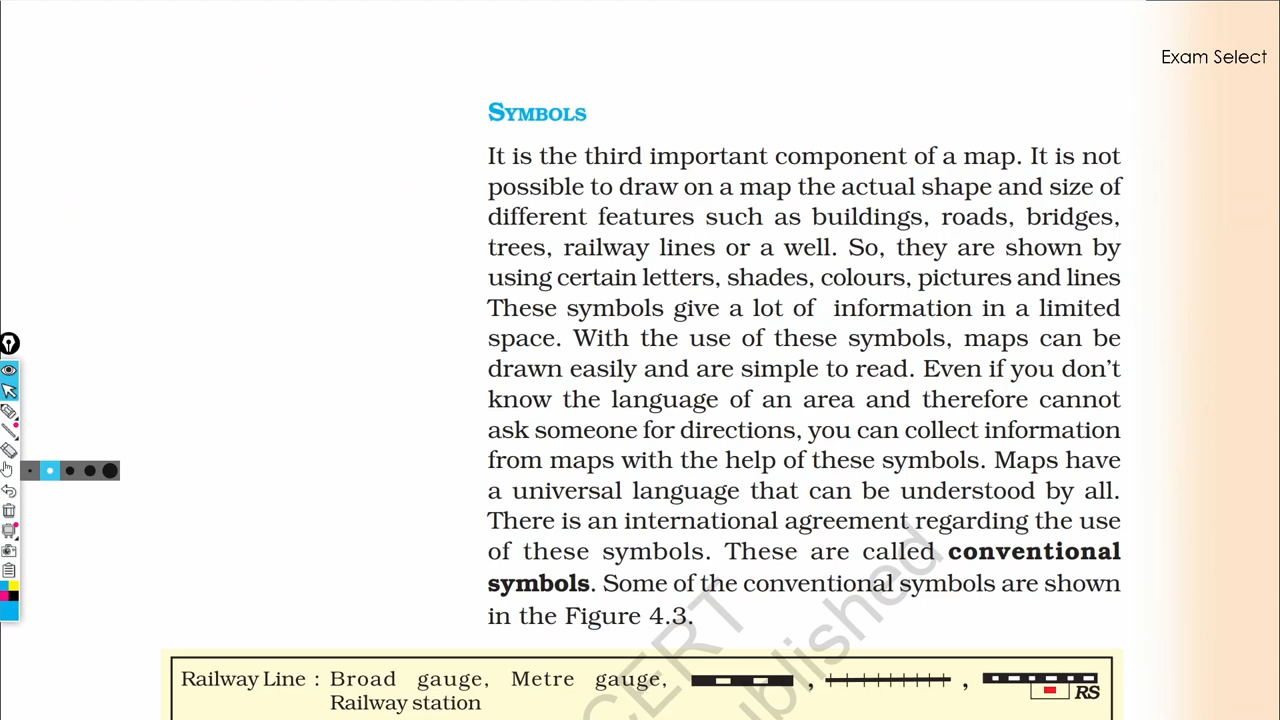 Exam Select
SYMBOLS
It is the third important component of a map. It is not
possible to draw on a map the actual shape and size of
different features such as buildings, roads, bridges,
trees, railway lines or a well. So, they are shown by
using certain letters, shades, colours, pictures and lines
These symbols give a lot of information in a limited
space. With the use of these symbols, maps can be
drawn easily and are simple to read. Even if you don’t
know the language of an area and therefore cannot
ask someone for directions, you can collect information
from maps with the help of these symbols. Maps have
a universal language that can be understood by all.
There is an international agreement regarding the use
of these symbols. These are called conventional
symbols. Some of the conventional symbols are shown
in the Figure 4.3.
Railway Line : Broad gauge, Metre gauge, , ,
Railway station RS